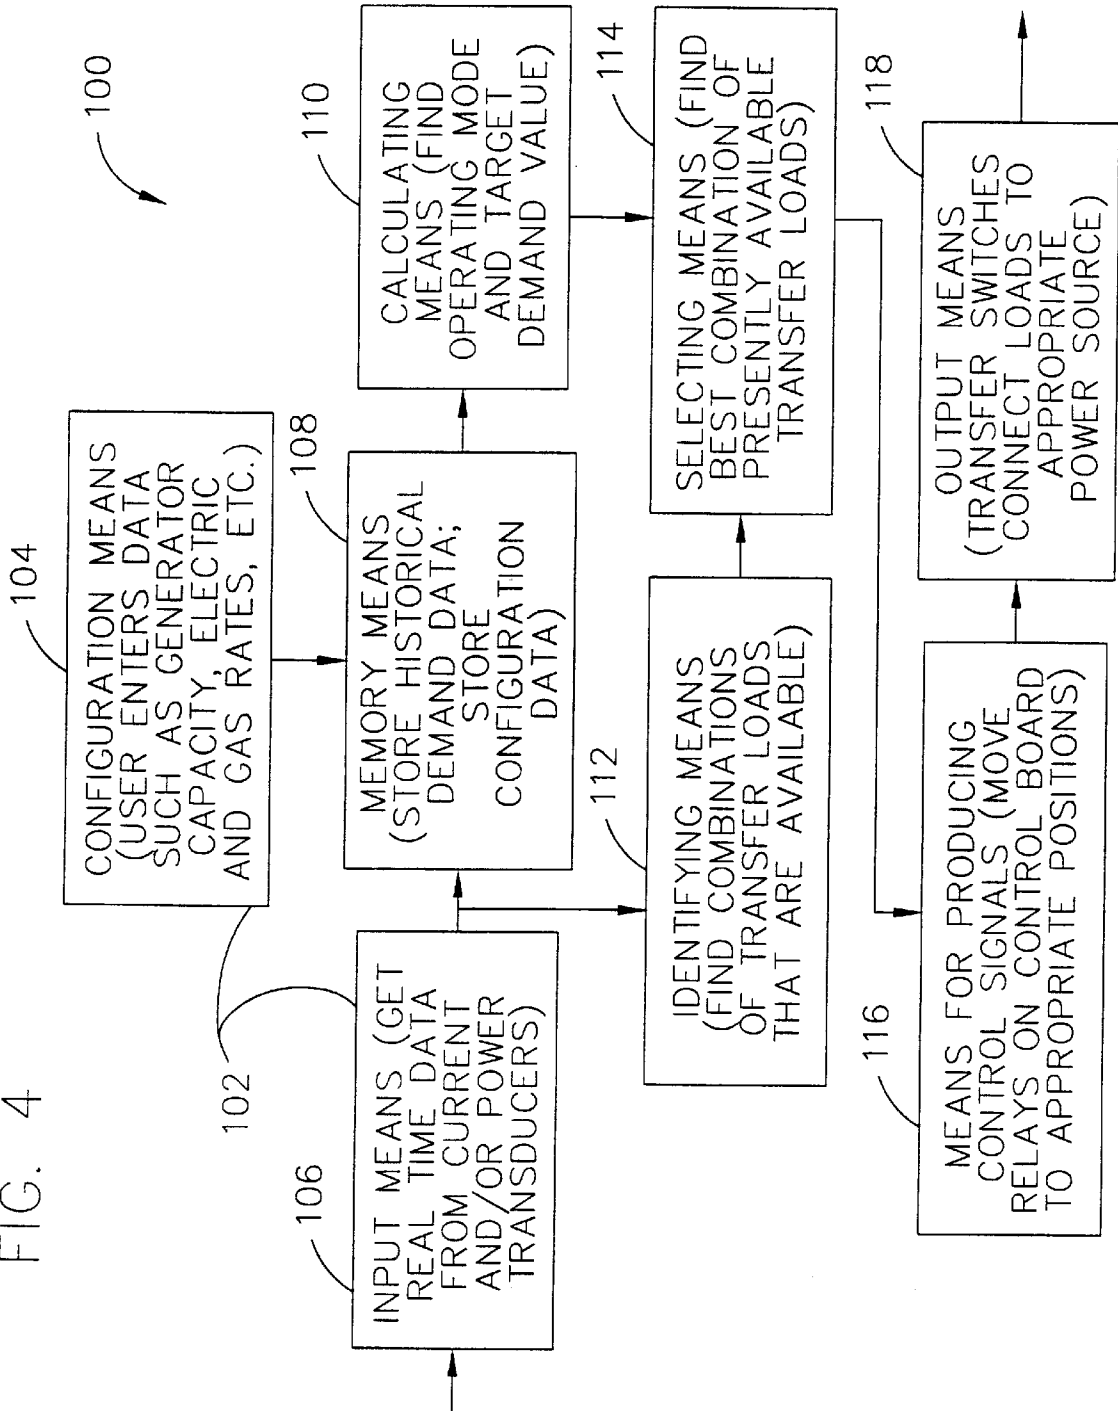 FIG. 4
100
104
CONFIGURATION MEANS
(USER ENTERS DATA
SUCH AS GENERATOR
CAPACITY, ELECTRIC
AND GAS RATES, ETC.)
102
106
INPUT MEANS (GET
REAL TIME DATA
FROM CURRENT
AND/OR POWER
TRANSDUCERS)
108
MEMORY MEANS
(STORE HISTORICAL
DEMAND DATA;
STORE
CONFIGURATION
DATA)
110
CALCULATING
MEANS (FIND
OPERATING MODE
AND TARGET
DEMAND VALUE)
112
IDENTIFYING MEANS
(FIND COMBINATIONS
OF TRANSFER LOADS
THAT ARE AVAILABLE)
114
SELECTING MEANS (FIND
BEST COMBINATION OF
PRESENTLY AVAILABLE
TRANSFER LOADS)
116
MEANS FOR PRODUCING
CONTROL SIGNALS (MOVE
RELAYS ON CONTROL BOARD
TO APPROPRIATE POSITIONS)
118
OUTPUT MEANS
(TRANSFER SWITCHES
CONNECT LOADS TO
APPROPRIATE
POWER SOURCE)